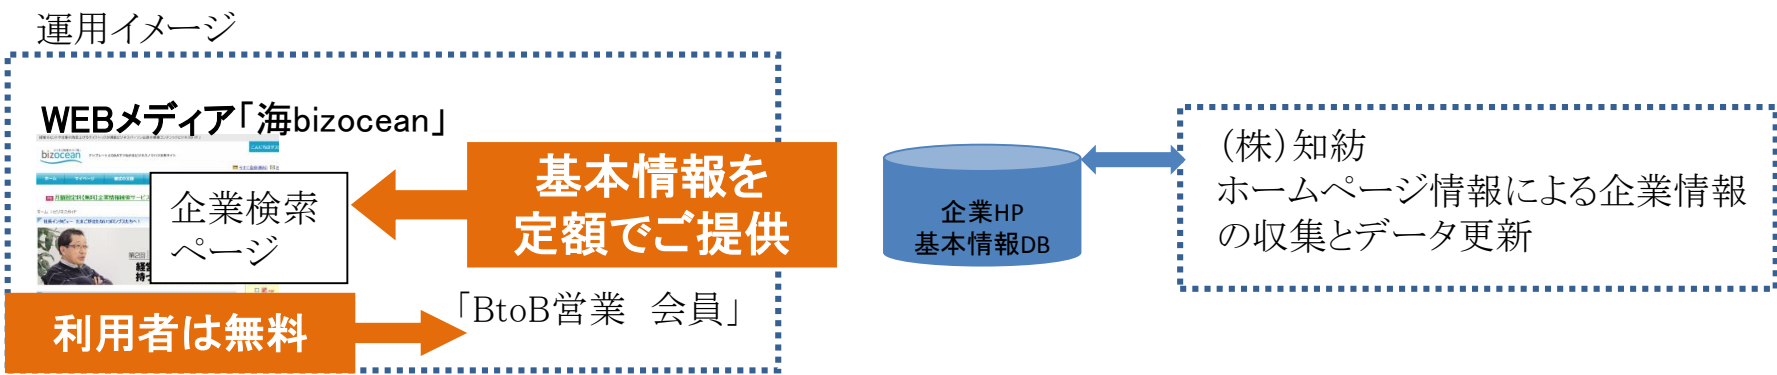 運用イメージ
WEBメディア「海bizocean」
bizocean
企業検索
ページ
基本情報を
定額でご提供
利用者は無料
「BtoB営業　会員」
企業HP
基本情報DB
(株)知紡
ホームページ情報による企業情報
の収集とデータ更新